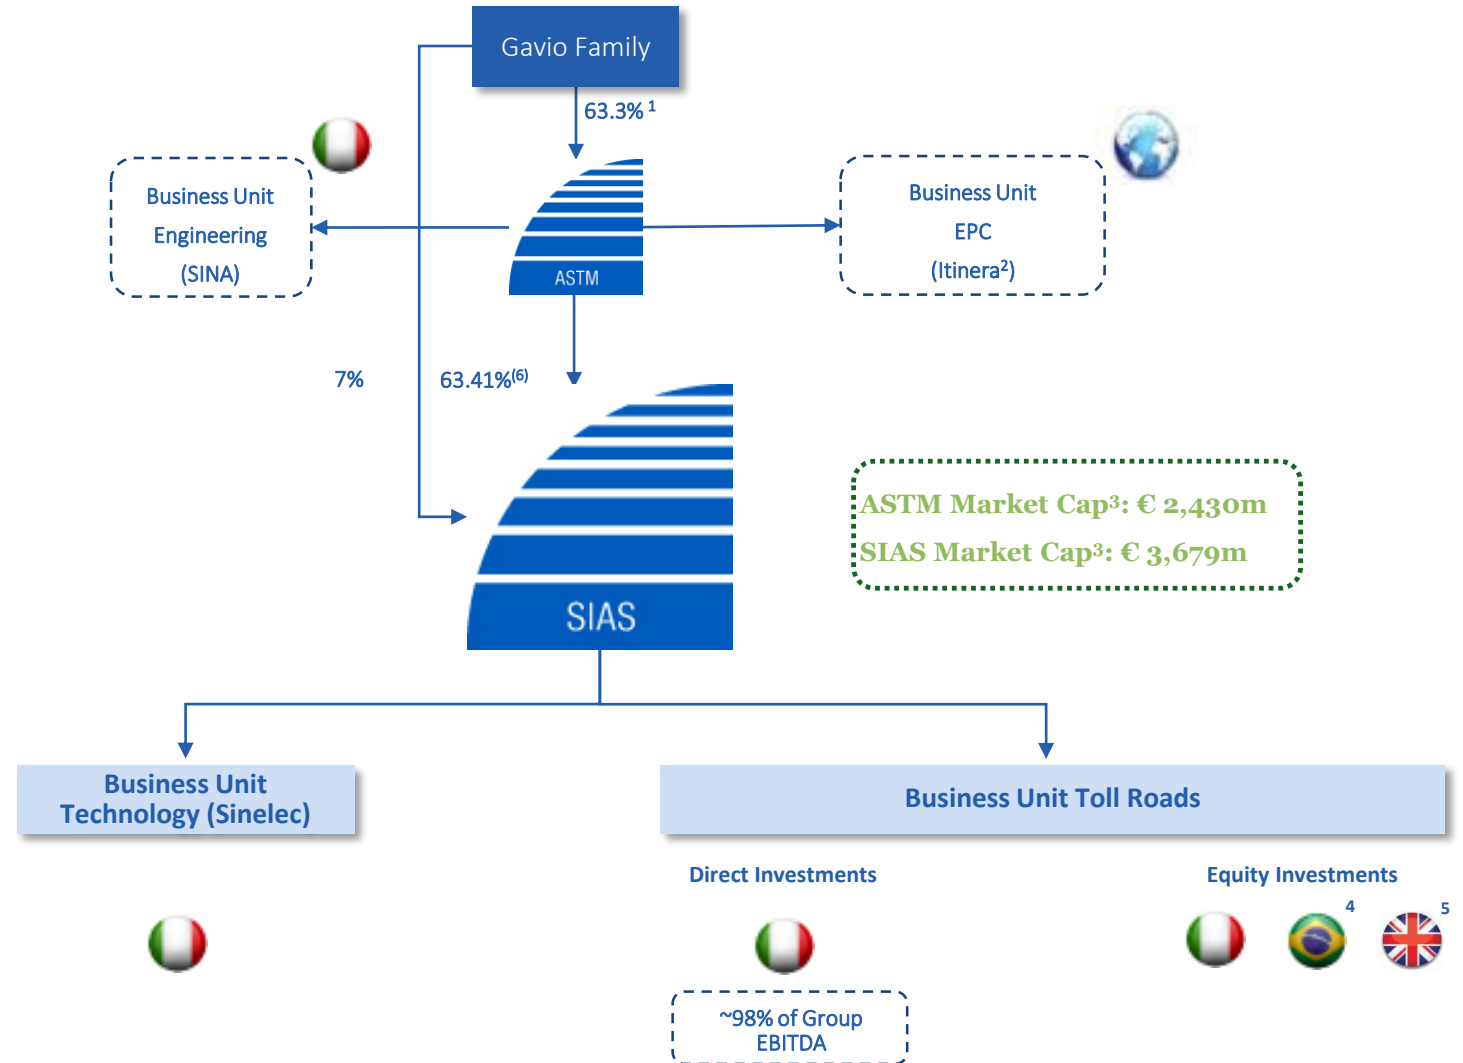 Gavio Family
63.3% ¹
Business Unit
Engineering
(SINA)
ASTM
Business Unit
EPC
(Itinera²)
7%
63.41%⁽⁶⁾
SIAS
ASTM Market Cap³: € 2,430m
SIAS Market Cap³: € 3,679m
Business Unit
Technology (Sinelec)
Business Unit Toll Roads
Direct Investments
Equity Investments
4
5
~98% of Group
EBITDA